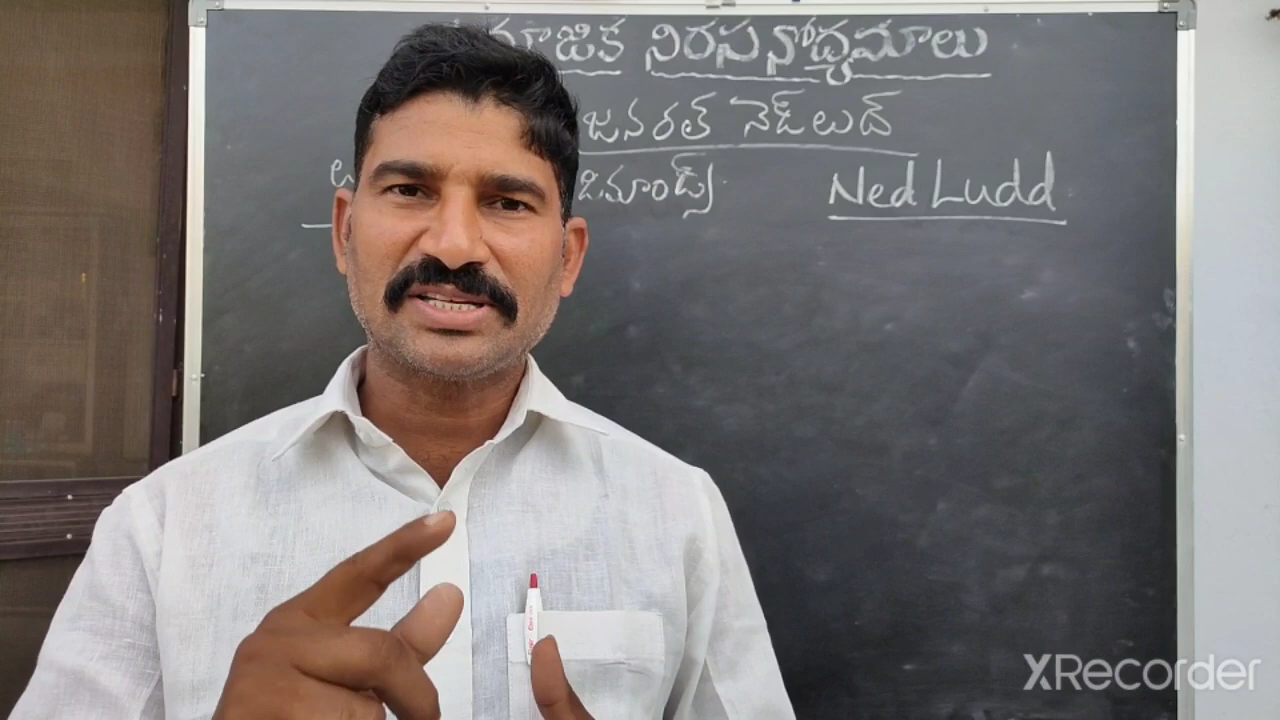 మాజిక నిరసనోద్యమాలు
జనరల్ నెడ్ లుడ్
డిమాండ్స్ Ned Ludd
XRecorder